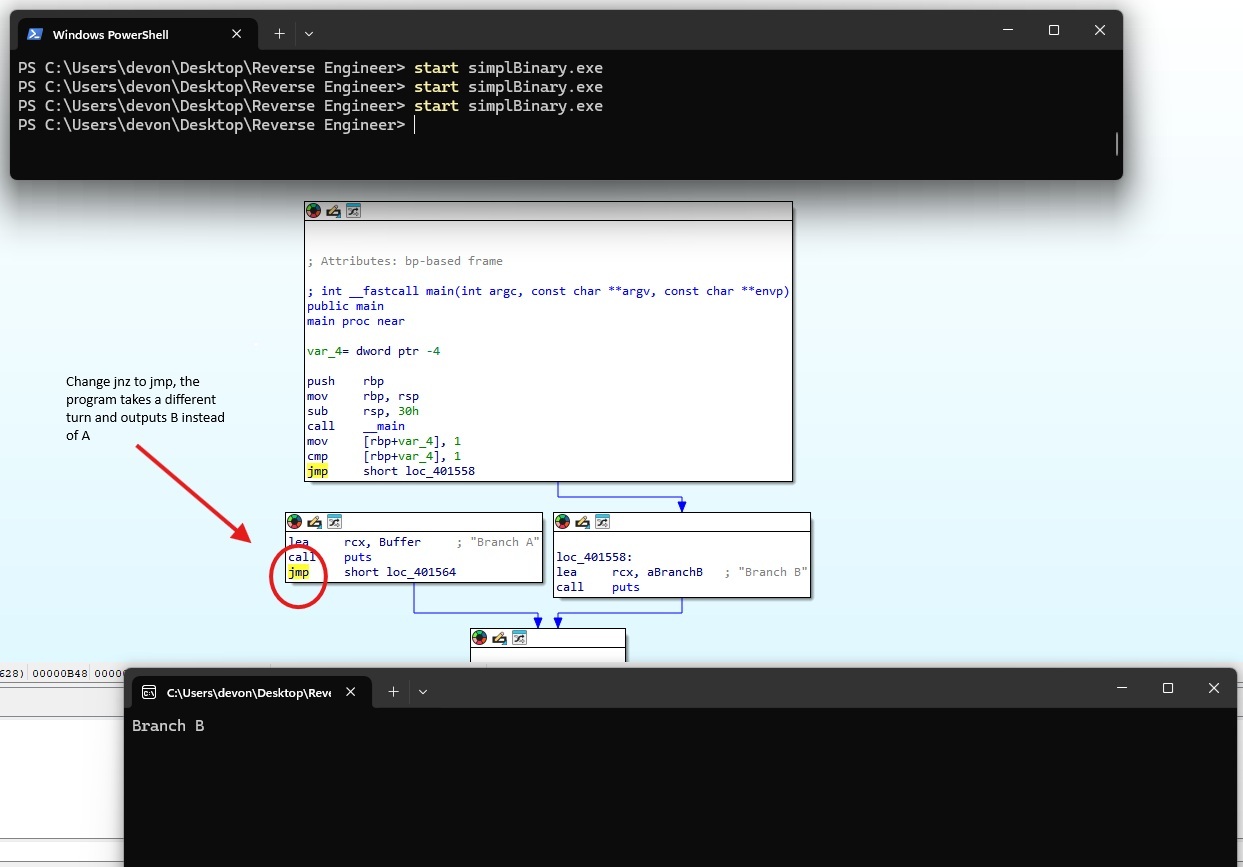 Windows PowerShell
PS C:\Users\devon\Desktop\Reverse Engineer> start simplBinary.exe
PS C:\Users\devon\Desktop\Reverse Engineer> start simplBinary.exe
PS C:\Users\devon\Desktop\Reverse Engineer> start simplBinary.exe
PS C:\Users\devon\Desktop\Reverse Engineer>
; Attributes: bp-based frame
; int __fastcall main(int argc, const char **argv, const char **envp)
public main
main proc near
var_4= dword ptr -4
push rbp
mov rbp, rsp
sub rsp, 30h
call __main
mov [rbp+var_4], 1
cmp [rbp+var_4], 1
jmp short loc_401558
Change jnz to jmp, the
program takes a different
turn and outputs B instead
of A
lea rcx, Buffer ; "Branch A"
call puts
jmp short loc_401564
loc_401558:
lea rcx, aBranchB ; "Branch B"
call puts
628) 00000B48 0000
C:\Users\devon\Desktop\Reve
Branch B